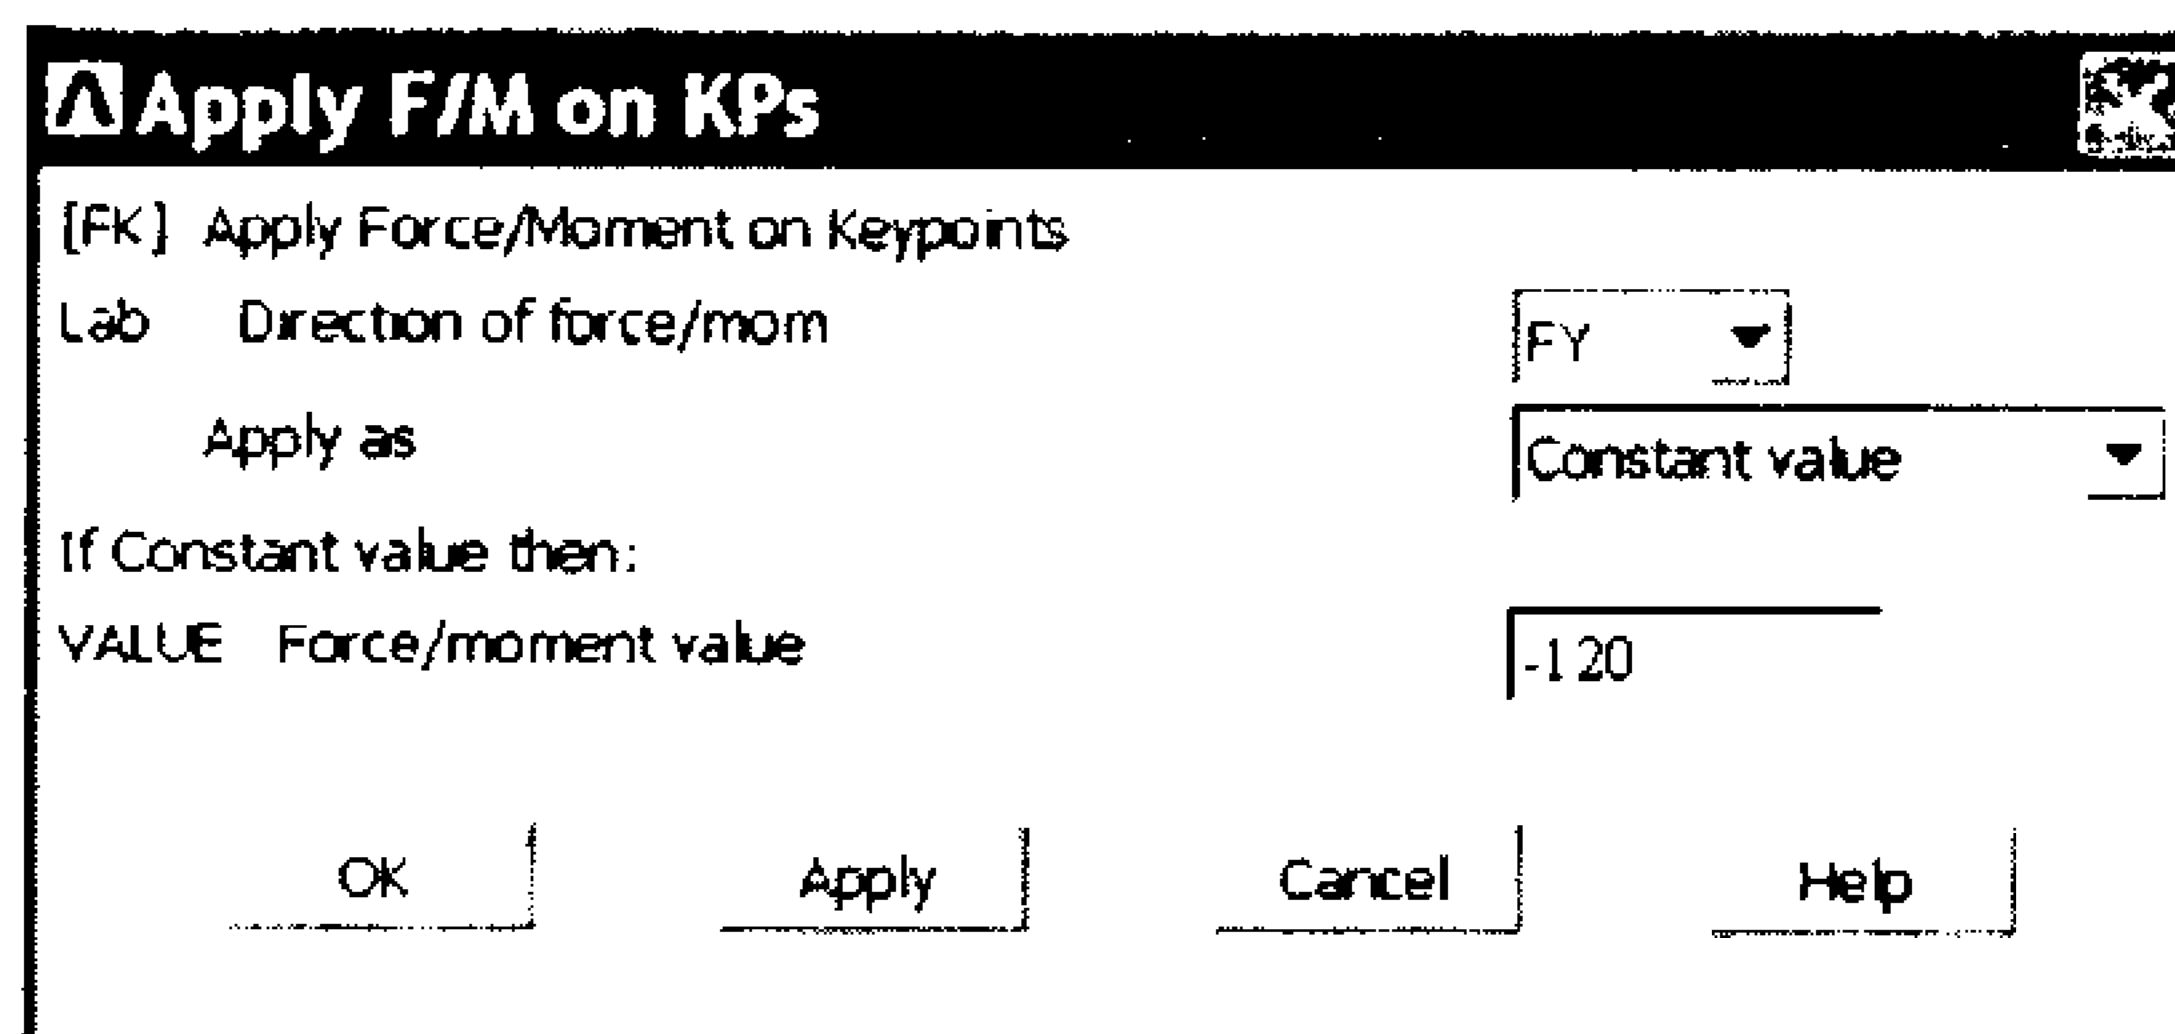 Apply F/M on KPs
[FK] Apply Force/Moment on Keypoints
Lab Direction of force/mom FY
Apply as Constant value
If Constant value then:
VALUE Force/moment value -120
OK Apply Cancel Help